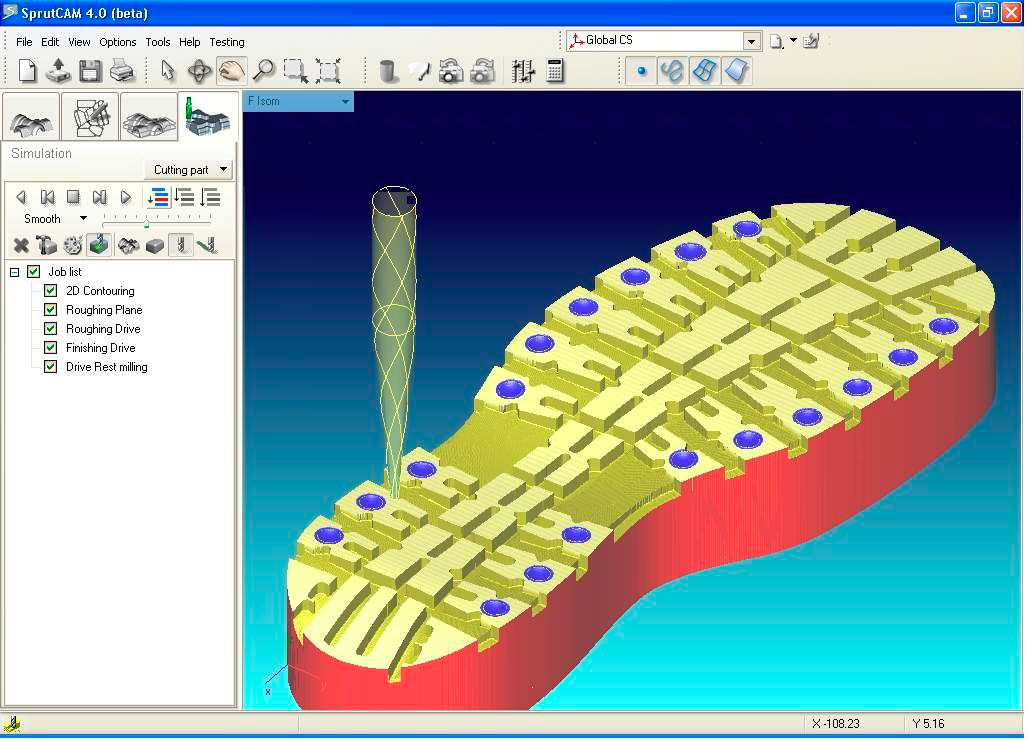 SprutCAM 4.0 (beta)
File Edit View Options Tools Help Testing
Global CS
F Isom
Simulation
Cutting part
Smooth
Job list
2D Contouring
Roughing Plane
Roughing Drive
Finishing Drive
Drive Rest milling
X
X -108.23 Y 5.16